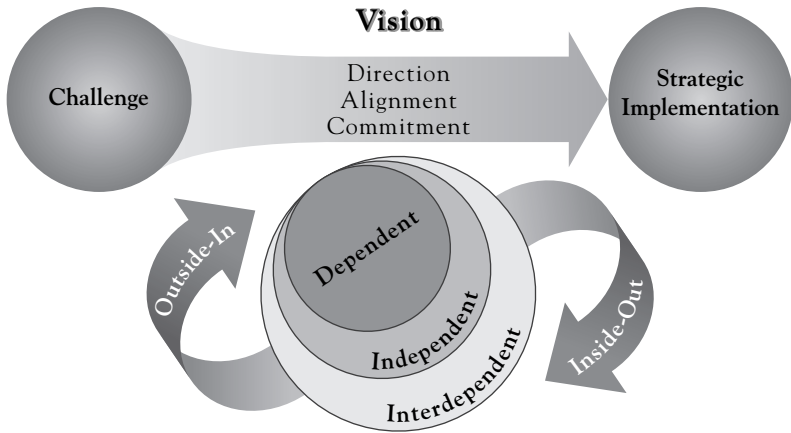 Vision
Challenge
Direction
Alignment
Commitment
Strategic
Implementation
Outside-In
Dependent
Independent
Interdependent
Inside-Out